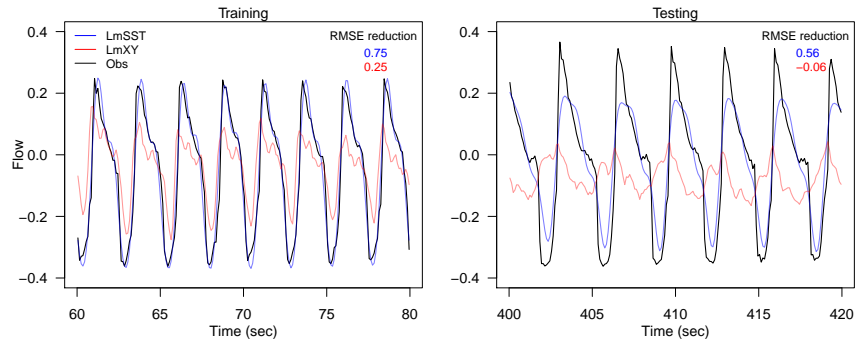 Training
LmSST
LmXY
Obs
RMSE reduction
0.75
0.25
Flow
0.4
0.2
0.0
−0.2
−0.4
60 65 70 75 80
Time (sec)
Testing
RMSE reduction
0.56
−0.06
0.4
0.2
0.0
−0.2
−0.4
400 405 410 415 420
Time (sec)